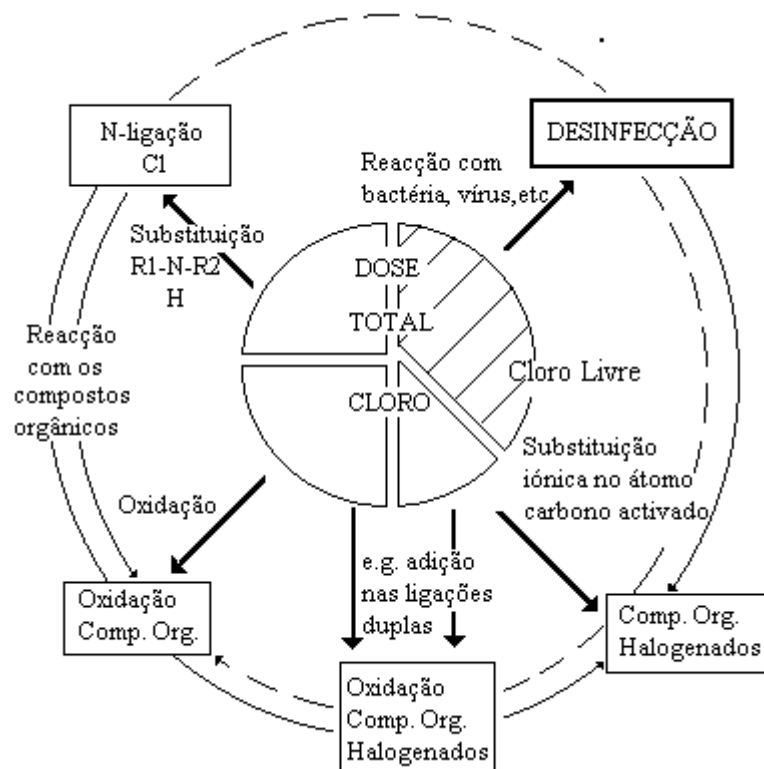 N-ligação
Cl
DESINFECÇÃO
Reacção com
bactéria, vírus,etc
Substituição
R1-N-R2
H
DOSE
TOTAL
CLORO
Cloro Livre
Reacção
com os
compostos
orgânicos
Substituição
iónica no átomo
carbono activado
Oxidação
e.g. adição
nas ligações
duplas
Oxidação
Comp. Org.
Comp. Org.
Halogenados
Oxidação
Comp. Org.
Halogenados